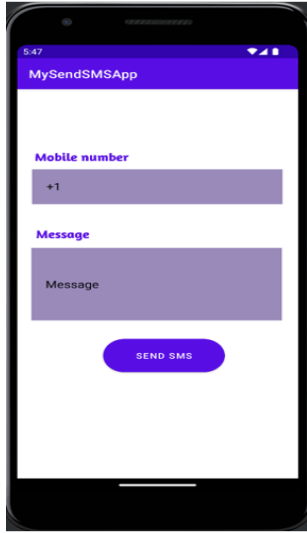 5:47
MySendSMSApp
Mobile number
+1
Message
Message
SEND SMS